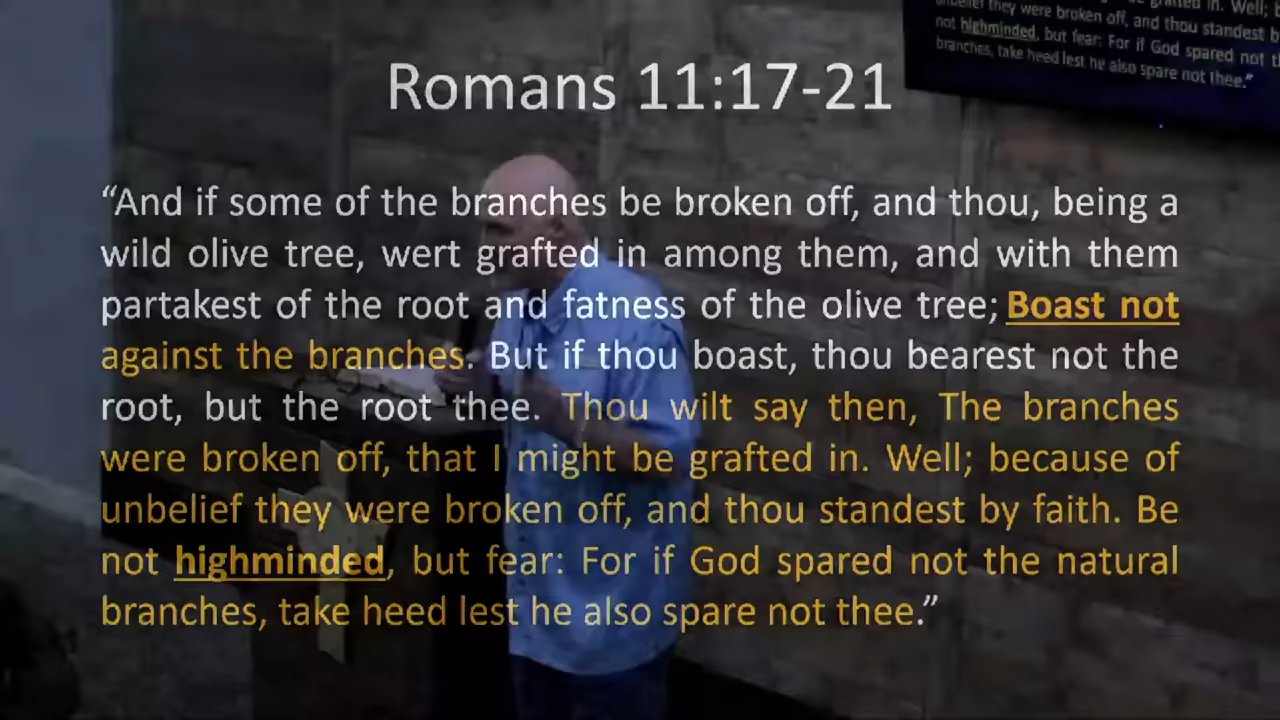 unbelief they were broken off, and thou standest b
not highminded, but fear: For if God spared not t
branches, take heed lest he also spare not thee.”
Romans 11:17-21
“And if some of the branches be broken off, and thou, being a
wild olive tree, wert grafted in among them, and with them
partakest of the root and fatness of the olive tree; Boast not
against the branches. But if thou boast, thou bearest not the
root, but the root thee. Thou wilt say then, The branches
were broken off, that I might be grafted in. Well; because of
unbelief they were broken off, and thou standest by faith. Be
not highminded, but fear: For if God spared not the natural
branches, take heed lest he also spare not thee.”